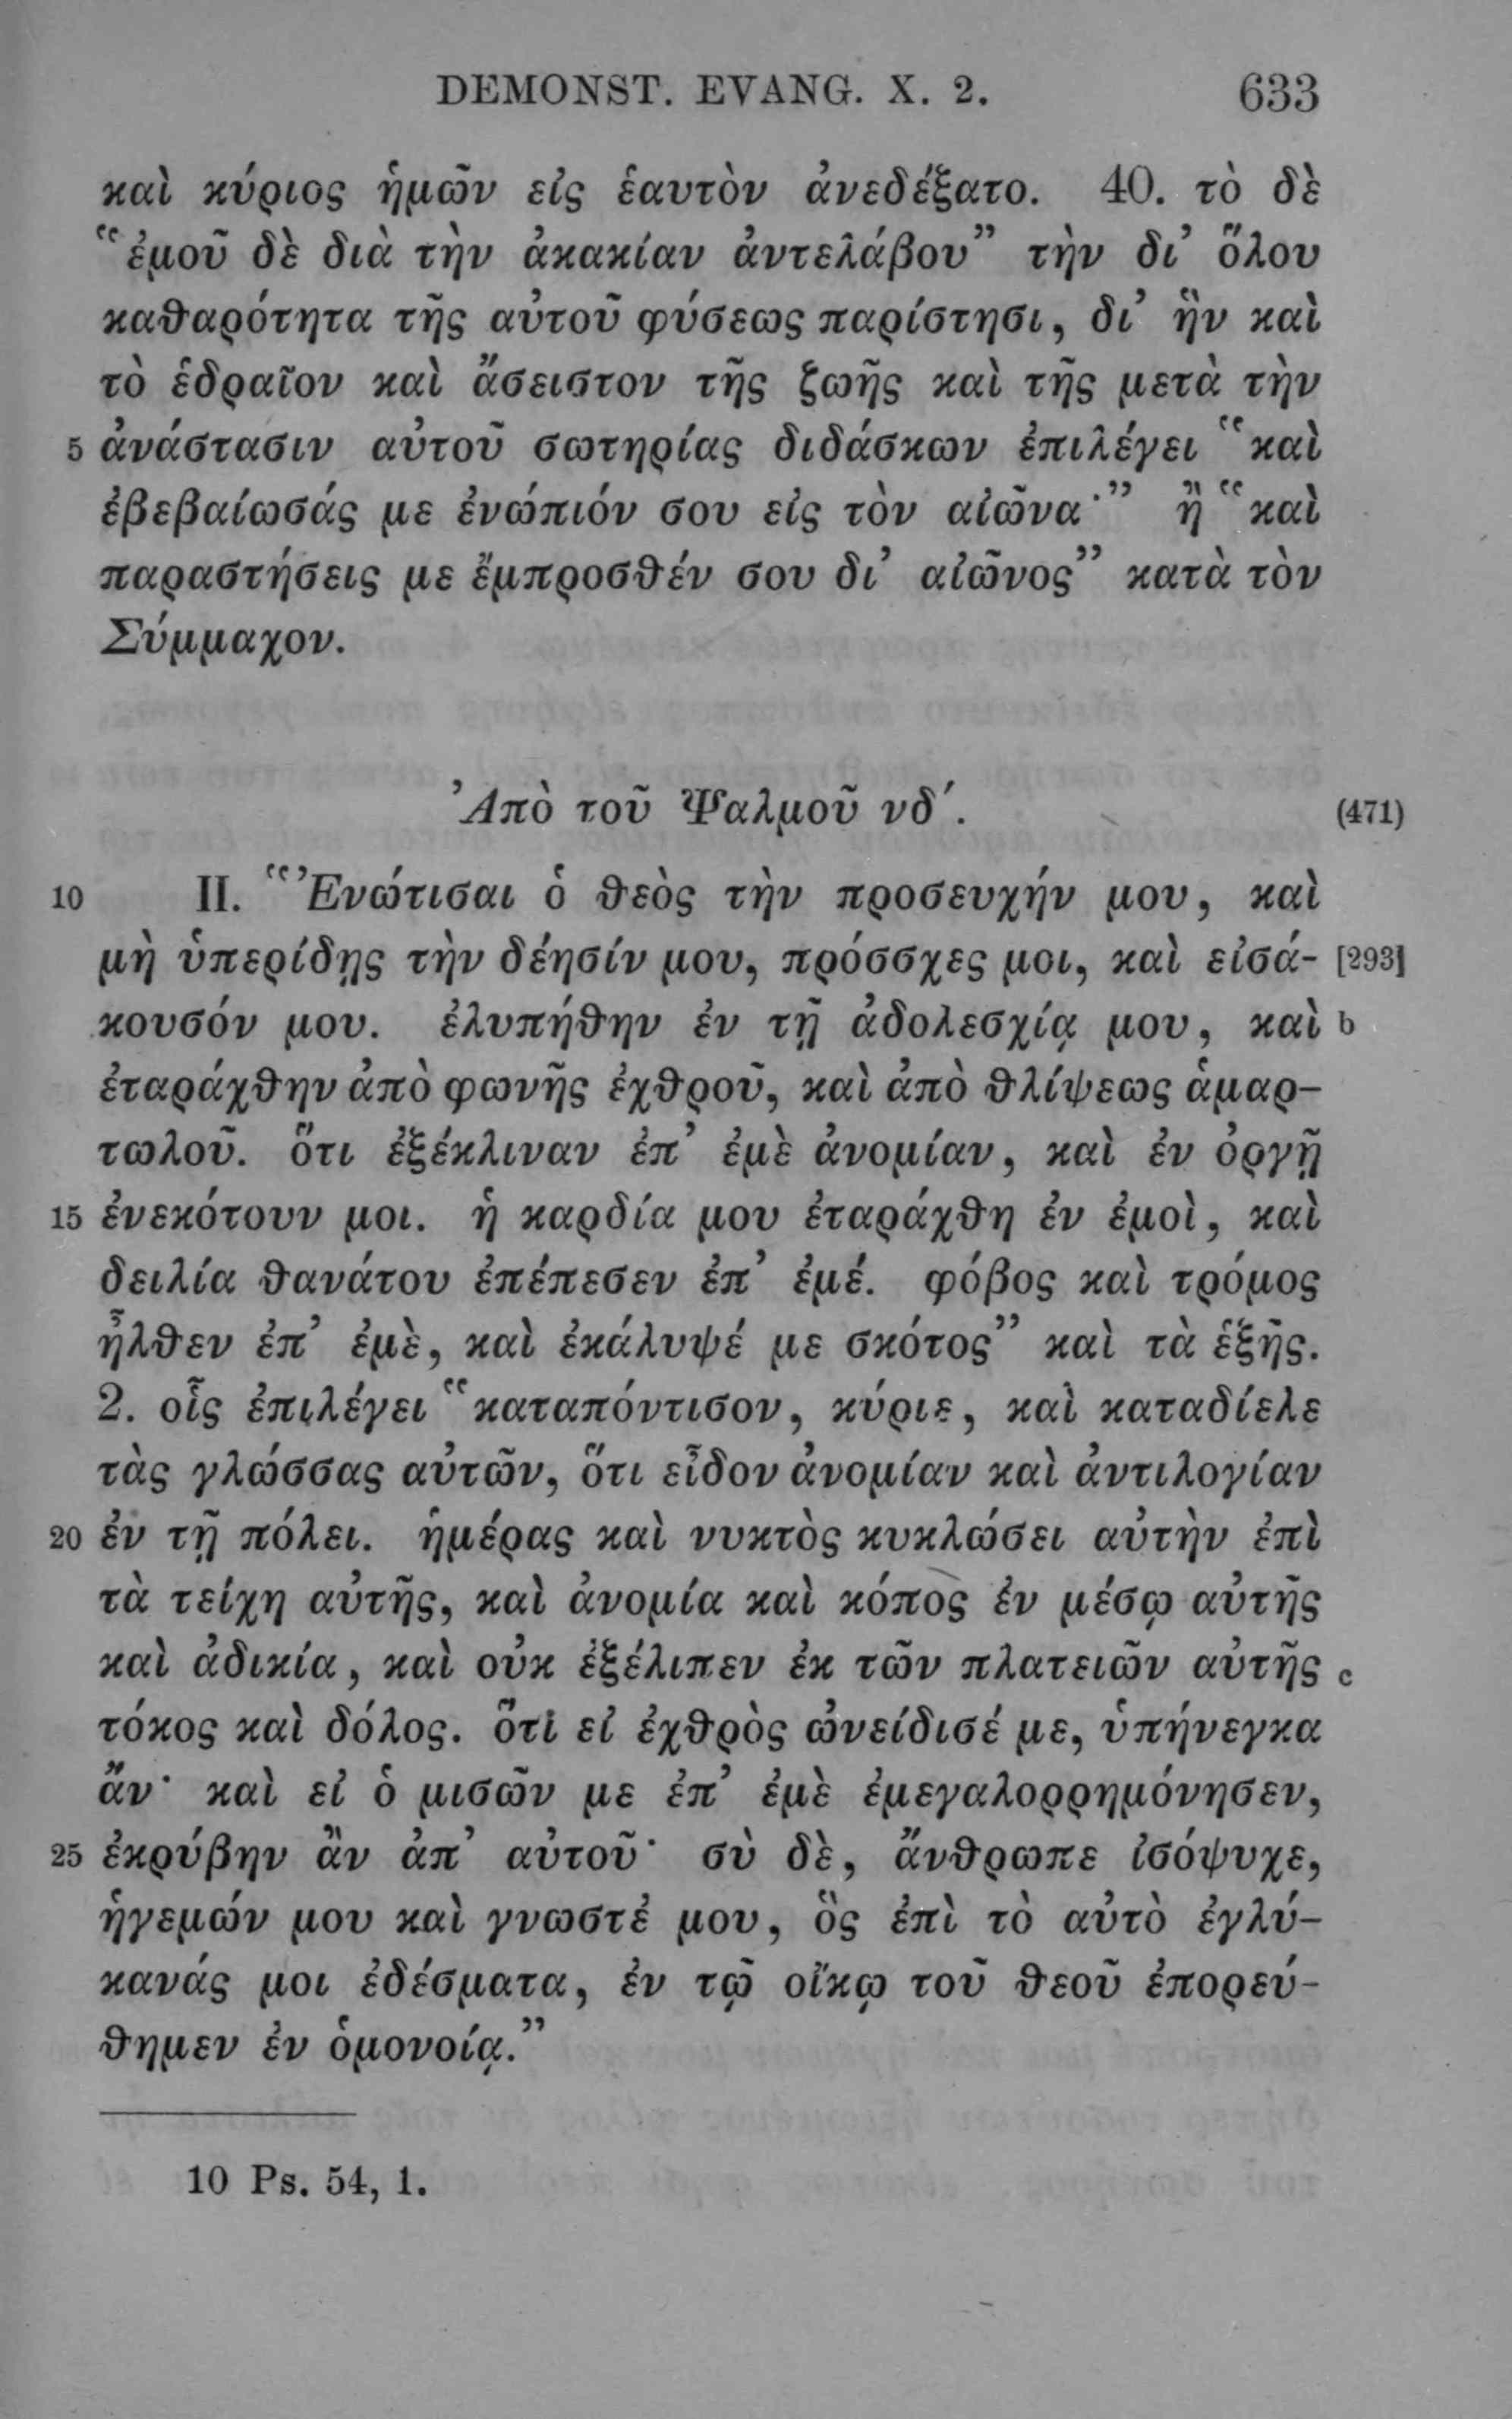 DEMONST. EVANG. X. 2. 633
καὶ κύριος ἡμῶν εἰς ἑαυτὸν ἀνεδέξατο. 40. τὸ δὲ
“ἐμοῦ δὲ διὰ τὴν ἀκακίαν ἀντελάβου” τὴν δι’ ὅλου
καθαρότητα τῆς αὐτοῦ φύσεως παρίστησι, δι’ ἣν καὶ
τὸ ἑδραῖον καὶ ἄσειστον τῆς ζωῆς καὶ τῆς μετὰ τὴν
5 ἀνάστασιν αὐτοῦ σωτηρίας διδάσκων ἐπιλέγει “καὶ
ἐβεβαίωσάς με ἐνώπιόν σου εἰς τὸν αἰῶνα·” ἢ “καὶ
παραστήσεις με ἔμπροσθέν σου δι’ αἰῶνος” κατὰ τὸν
Σύμμαχον.
Ἀπὸ τοῦ Ψαλμοῦ νδ´. (471)
10 II. “Ἐνώτισαι ὁ θεὸς τὴν προσευχήν μου, καὶ
μὴ ὑπερίδῃς τὴν δέησίν μου, πρόσσχες μοι, καὶ εἰσά- [293]
κουσόν μου. ἐλυπήθην ἐν τῇ ἀδολεσχίᾳ μου, καὶ b
ἐταράχθην ἀπὸ φωνῆς ἐχθροῦ, καὶ ἀπὸ θλίψεως ἁμαρ-
τωλοῦ. ὅτι ἐξέκλιναν ἐπ’ ἐμὲ ἀνομίαν, καὶ ἐν ὀργῇ
15 ἐνεκότουν μοι. ἡ καρδία μου ἐταράχθη ἐν ἐμοὶ, καὶ
δειλία θανάτου ἐπέπεσεν ἐπ’ ἐμέ. φόβος καὶ τρόμος
ἦλθεν ἐπ’ ἐμὲ, καὶ ἐκάλυψέ με σκότος” καὶ τὰ ἑξῆς.
2. οἷς ἐπιλέγει “καταπόντισον, κύριε, καὶ καταδίελε
τὰς γλώσσας αὐτῶν, ὅτι εἶδον ἀνομίαν καὶ ἀντιλογίαν
20 ἐν τῇ πόλει. ἡμέρας καὶ νυκτὸς κυκλώσει αὐτὴν ἐπὶ
τὰ τείχη αὐτῆς, καὶ ἀνομία καὶ κόπος ἐν μέσῳ αὐτῆς
καὶ ἀδικία, καὶ οὐκ ἐξέλιπεν ἐκ τῶν πλατειῶν αὐτῆς c
τόκος καὶ δόλος. ὅτι εἰ ἐχθρὸς ὠνείδισέ με, ὑπήνεγκα
ἄν· καὶ εἰ ὁ μισῶν με ἐπ’ ἐμὲ ἐμεγαλορρημόνησεν,
25 ἐκρύβην ἂν ἀπ’ αὐτοῦ· σὺ δὲ, ἄνθρωπε ἰσόψυχε,
ἡγεμών μου καὶ γνωστέ μου, ὃς ἐπὶ τὸ αὐτὸ ἐγλύ-
κανάς μοι ἐδέσματα, ἐν τῷ οἴκῳ τοῦ θεοῦ ἐπορεύ-
θημεν ἐν ὁμονοίᾳ.”
10 Ps. 54, 1.